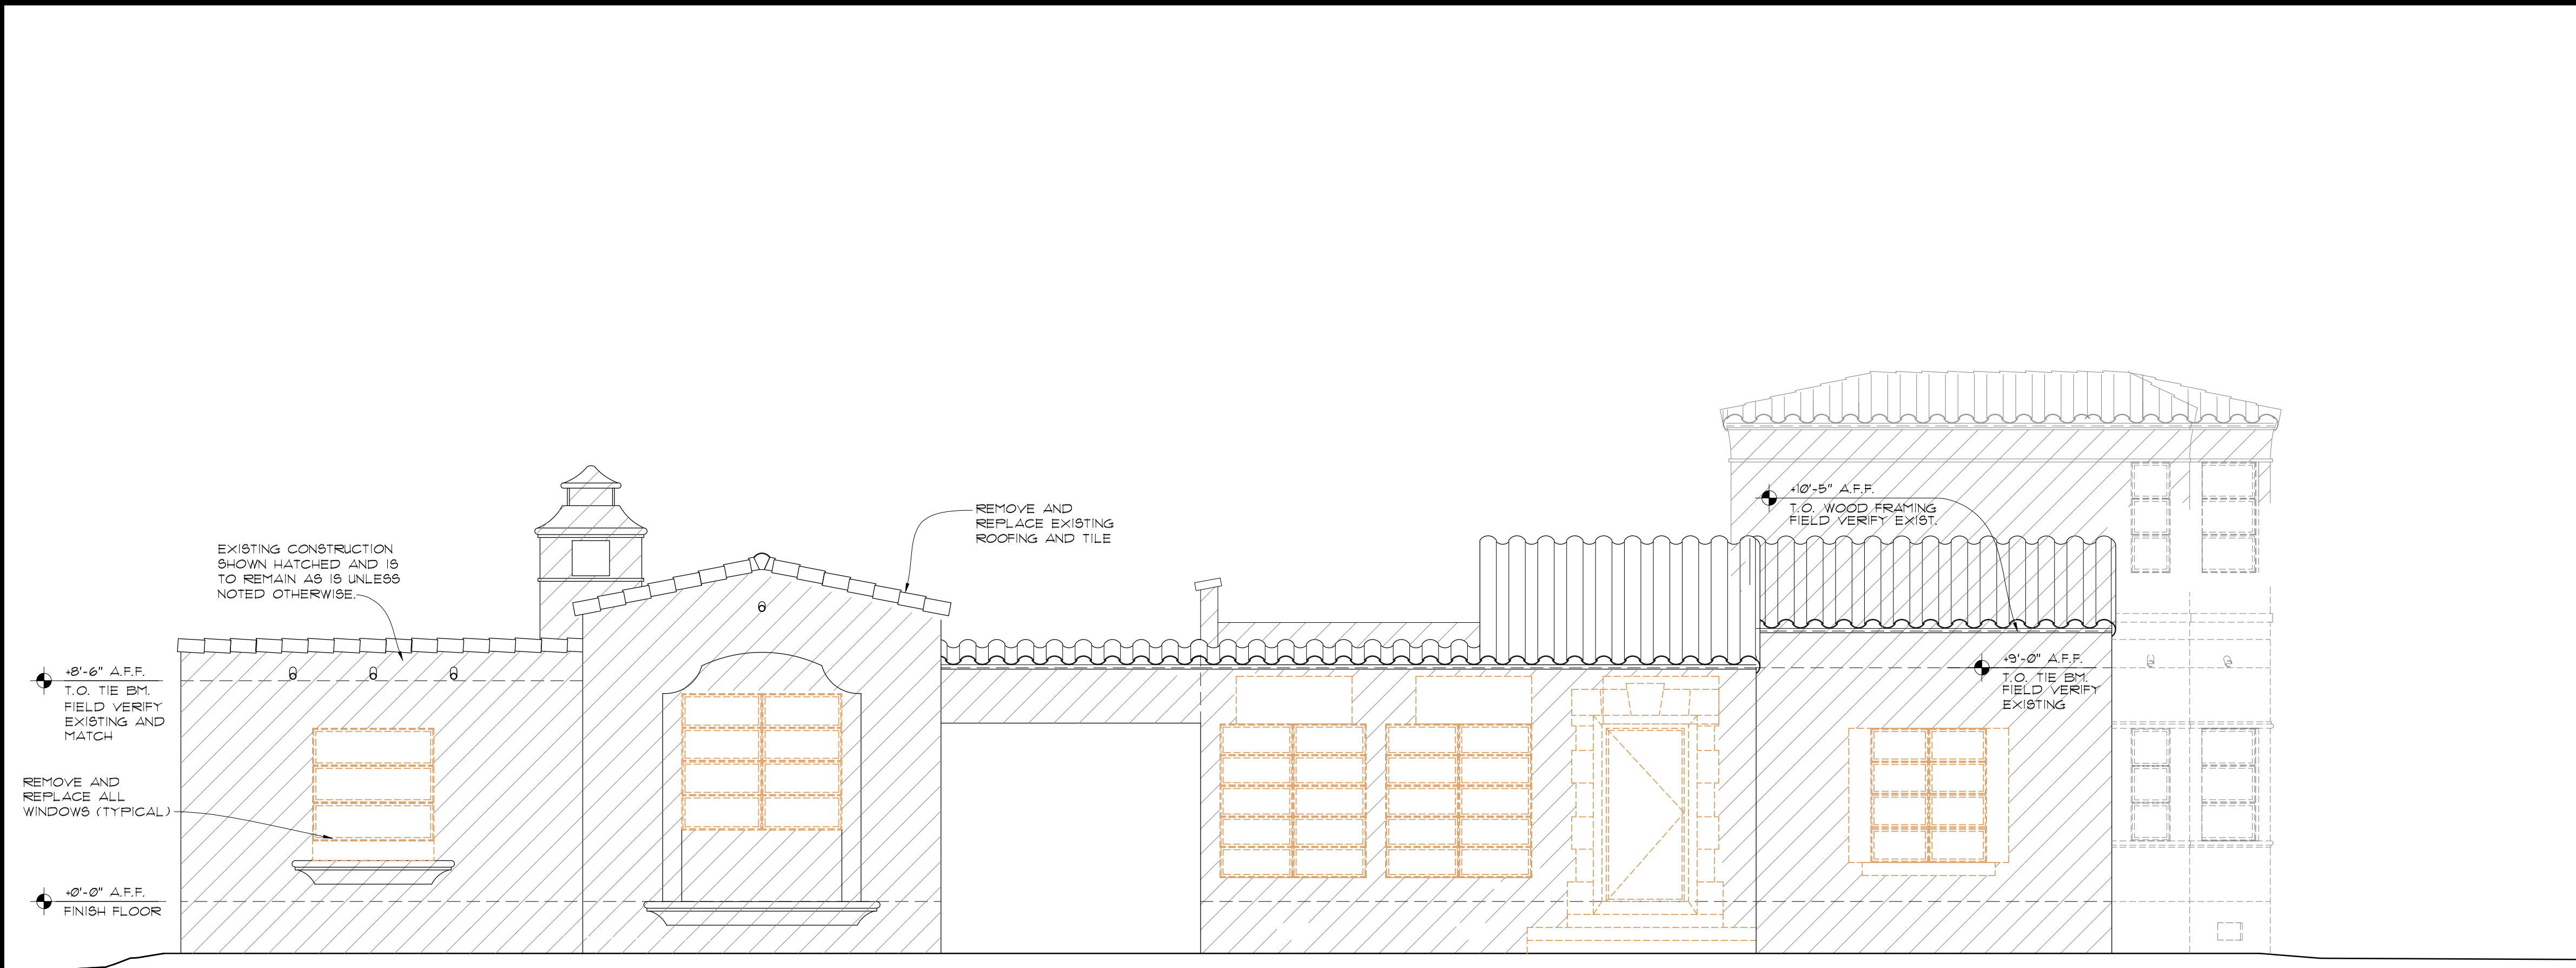 EXISTING CONSTRUCTION
SHOWN HATCHED AND IS
TO REMAIN AS IS UNLESS
NOTED OTHERWISE.
REMOVE AND
REPLACE EXISTING
ROOFING AND TILE
+10'-5" A.F.F.
T.O. WOOD FRAMING
FIELD VERIFY EXIST.
+8'-6" A.F.F.
T.O. TIE BM.
FIELD VERIFY
EXISTING AND
MATCH
+9'-0" A.F.F.
T.O. TIE BM.
FIELD VERIFY
EXISTING
REMOVE AND
REPLACE ALL
WINDOWS (TYPICAL)
+0'-0" A.F.F.
FINISH FLOOR